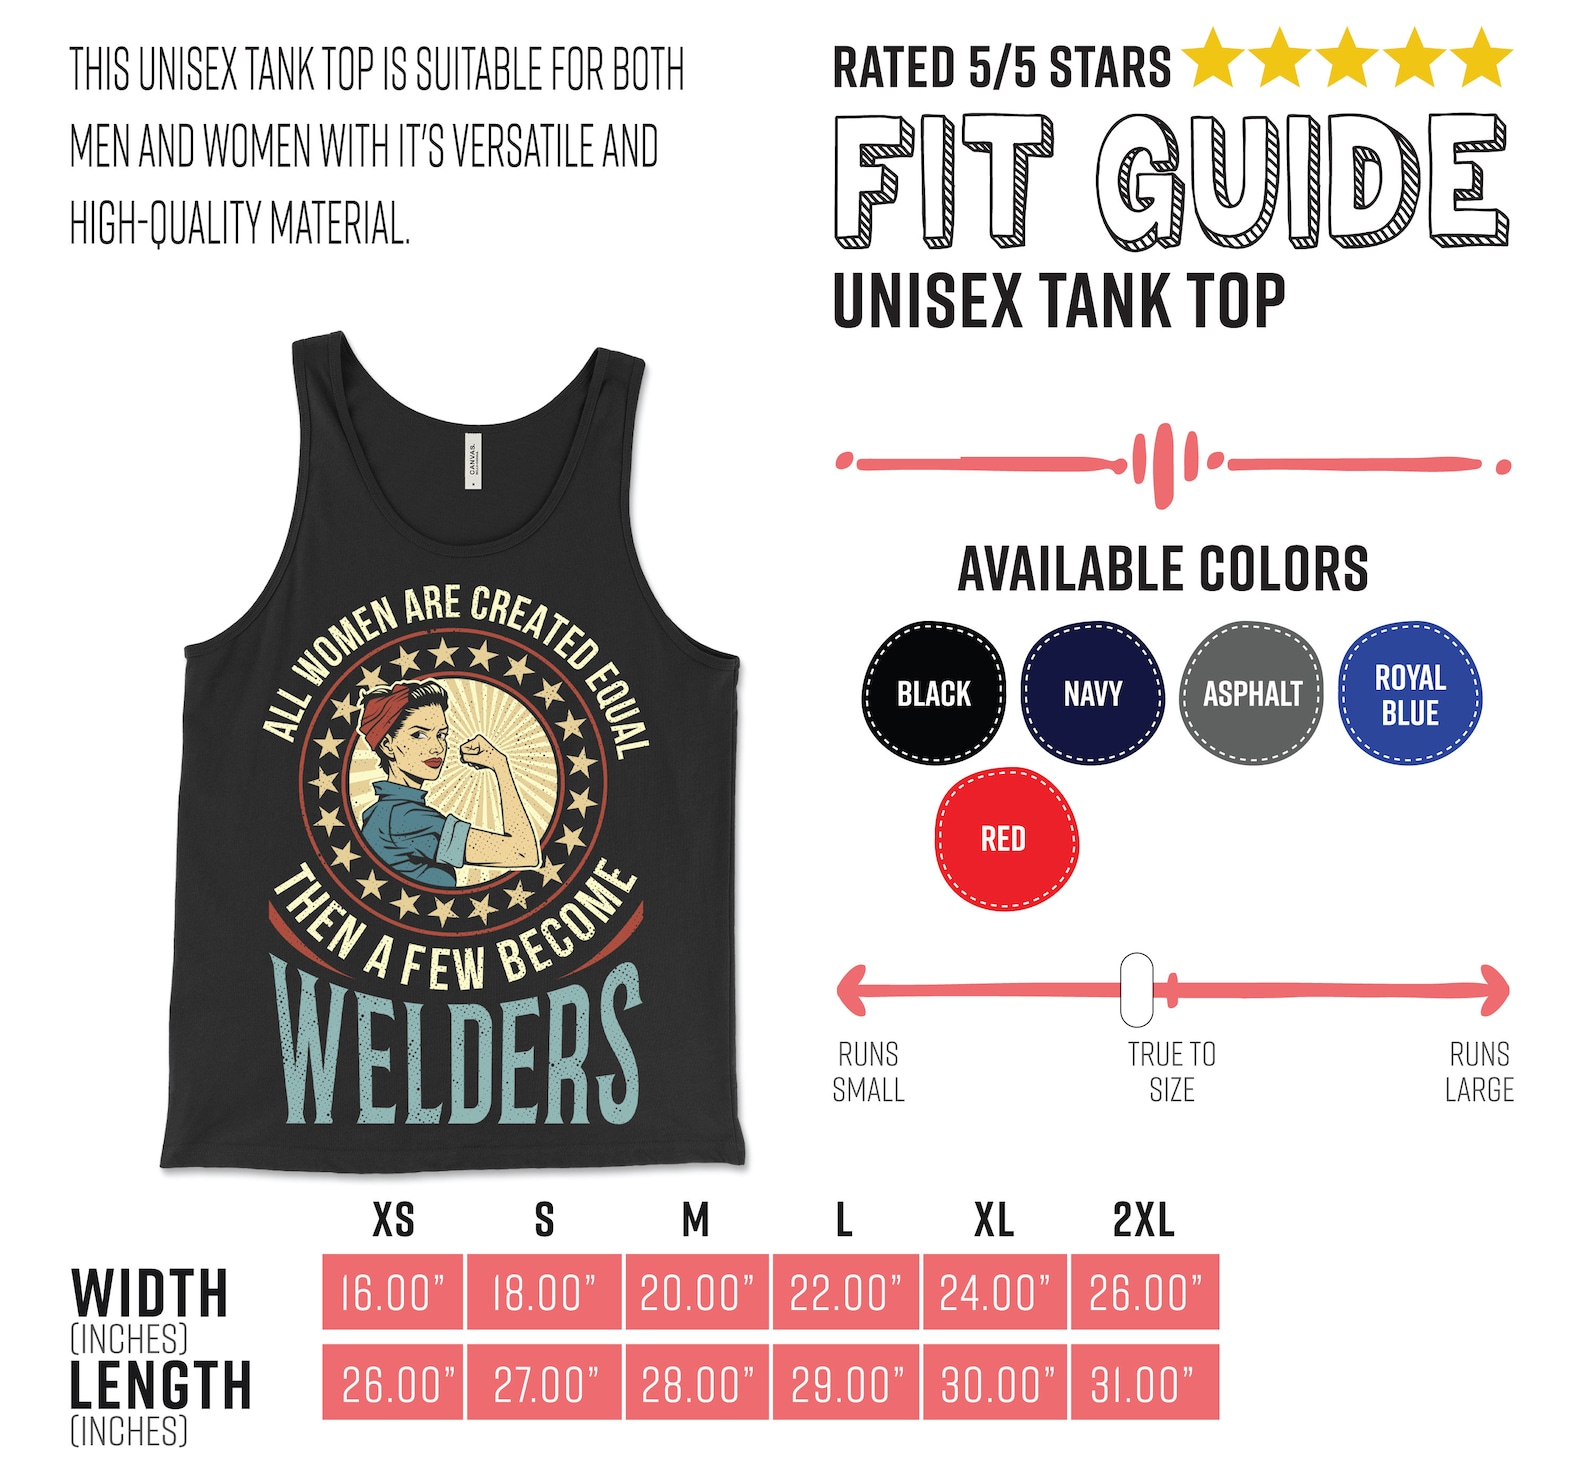 THIS UNISEX TANK TOP IS SUITABLE FOR BOTH
MEN AND WOMEN WITH IT'S VERSATILE AND
HIGH-QUALITY MATERIAL.
RATED 5/5 STARS
FIT GUIDE
UNISEX TANK TOP
CANVAS.
ALL WOMEN ARE CREATED EQUAL
THEN A FEW BECOME
WELDERS
AVAILABLE COLORS
BLACK
NAVY
ASPHALT
ROYAL
BLUE
RED
RUNS
SMALL
TRUE TO
SIZE
RUNS
LARGE
XS S M L XL 2XL
WIDTH 16.00" 18.00" 20.00" 22.00" 24.00" 26.00"
(INCHES)
LENGTH 26.00" 27.00" 28.00" 29.00" 30.00" 31.00"
(INCHES)